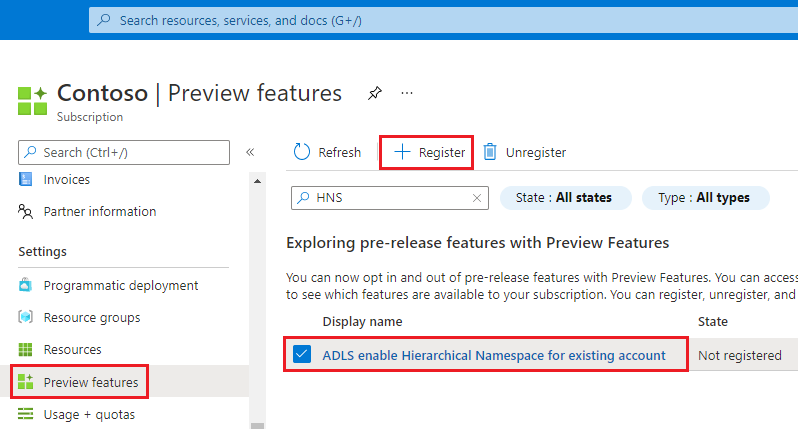 Search resources, services, and docs (G+/)
Contoso | Preview features
Subscription
Search (Ctrl+/)
Invoices
Partner information
Settings
Programmatic deployment
Resource groups
Resources
Preview features
Usage + quotas
Refresh
Register
Unregister
HNS
State : All states
Type : All types
Exploring pre-release features with Preview Features
You can now opt in and out of pre-release features with Preview Features. You can access
to see which features are available to your subscription. You can register, unregister, and
Display name
State
ADLS enable Hierarchical Namespace for existing account
Not registered